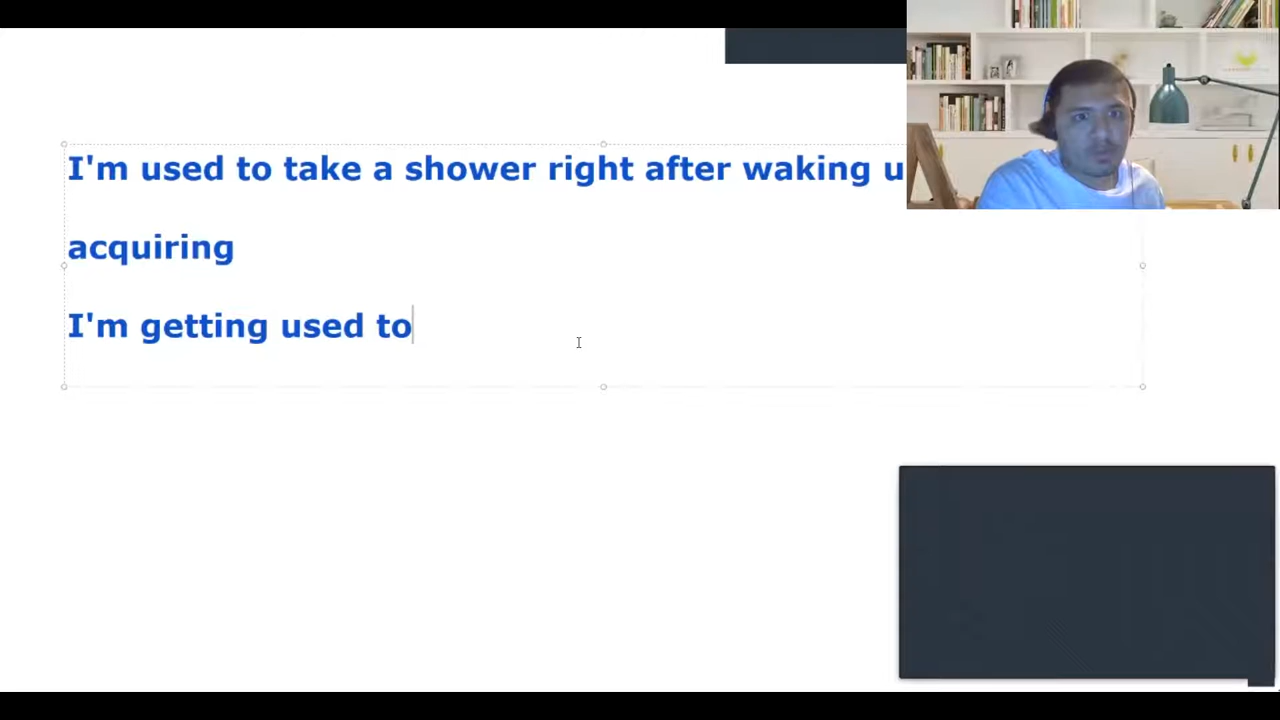 I'm used to take a shower right after waking
acquiring
I'm getting used to